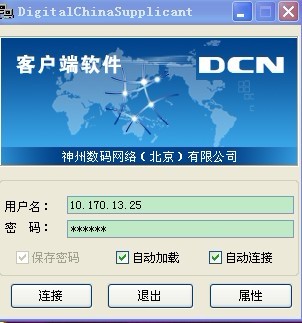 DigitalChinaSupplicant
客户端软件 DCN
神州数码网络（北京）有限公司
用户名： 10.170.13.25
密 码： ******
保存密码 自动加载 自动连接
连接 退出 属性